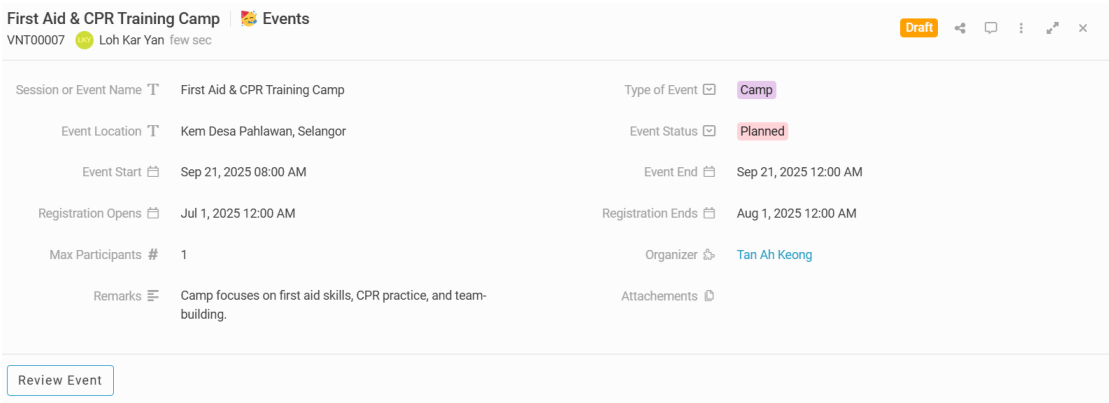 First Aid & CPR Training Camp Events
VNT00007 LKY Loh Kar Yan few sec
Draft
Session or Event Name First Aid & CPR Training Camp
Type of Event Camp
Event Location Kem Desa Pahlawan, Selangor
Event Status Planned
Event Start Sep 21, 2025 08:00 AM
Event End Sep 21, 2025 12:00 AM
Registration Opens Jul 1, 2025 12:00 AM
Registration Ends Aug 1, 2025 12:00 AM
Max Participants # 1
Organizer Tan Ah Keong
Remarks Camp focuses on first aid skills, CPR practice, and team-
building.
Attachements
Review Event